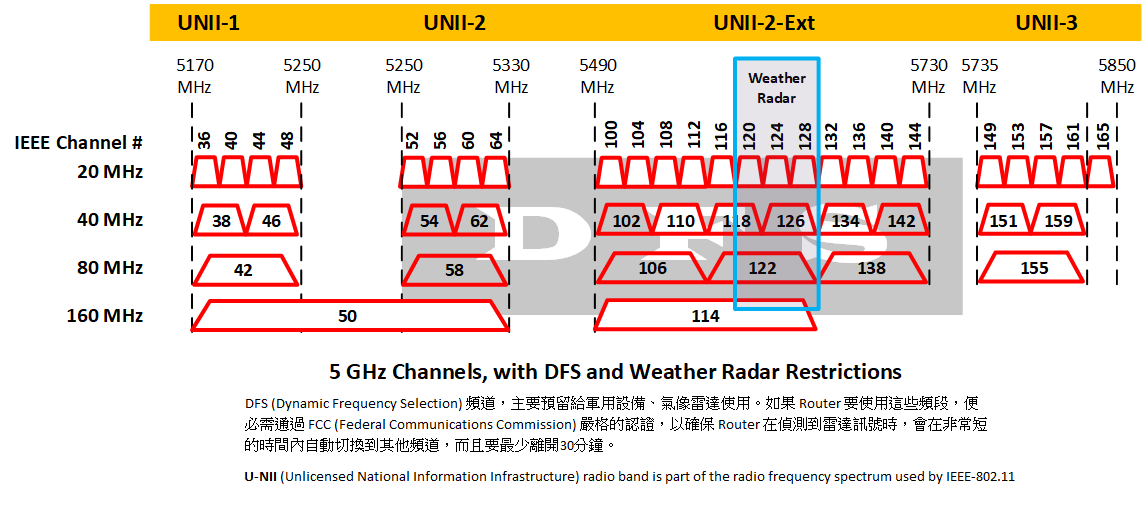 UNII-1 UNII-2 UNII-2-Ext UNII-3
5170 MHz 5250 MHz 5250 MHz 5330 MHz 5490 MHz Weather Radar 5730 MHz 5735 MHz 5850 MHz
IEEE Channel # 36 40 44 48 52 56 60 64 100 104 108 112 116 120 124 128 132 136 140 144 149 153 157 161 165
20 MHz
40 MHz 38 46 54 62 102 110 118 126 134 142 151 159
80 MHz 42 58 106 122 138 155
160 MHz 50 114
DFS
5 GHz Channels, with DFS and Weather Radar Restrictions
DFS (Dynamic Frequency Selection) 頻道，主要預留給軍用設備、氣像雷達使用。如果 Router 要使用這些頻段，便
必需通過 FCC (Federal Communications Commission) 嚴格的認證，以確保 Router 在偵測到雷達訊號時，會在非常短
的時間內自動切換到其他頻道，而且要最少離開30分鐘。
U-NII (Unlicensed National Information Infrastructure) radio band is part of the radio frequency spectrum used by IEEE-802.11